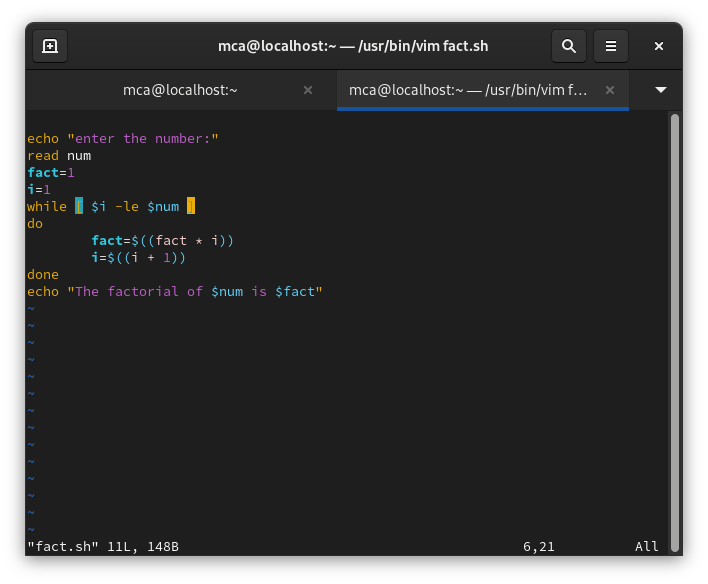 mca@localhost:~ — /usr/bin/vim fact.sh
mca@localhost:~
mca@localhost:~ — /usr/bin/vim f…
echo "enter the number:"
read num
fact=1
i=1
while [ $i -le $num ]
do
        fact=$((fact * i))
        i=$((i + 1))
done
echo "The factorial of $num is $fact"
~
~
~
~
~
~
~
~
~
~
~
~
~
~
"fact.sh" 11L, 148B 6,21 All